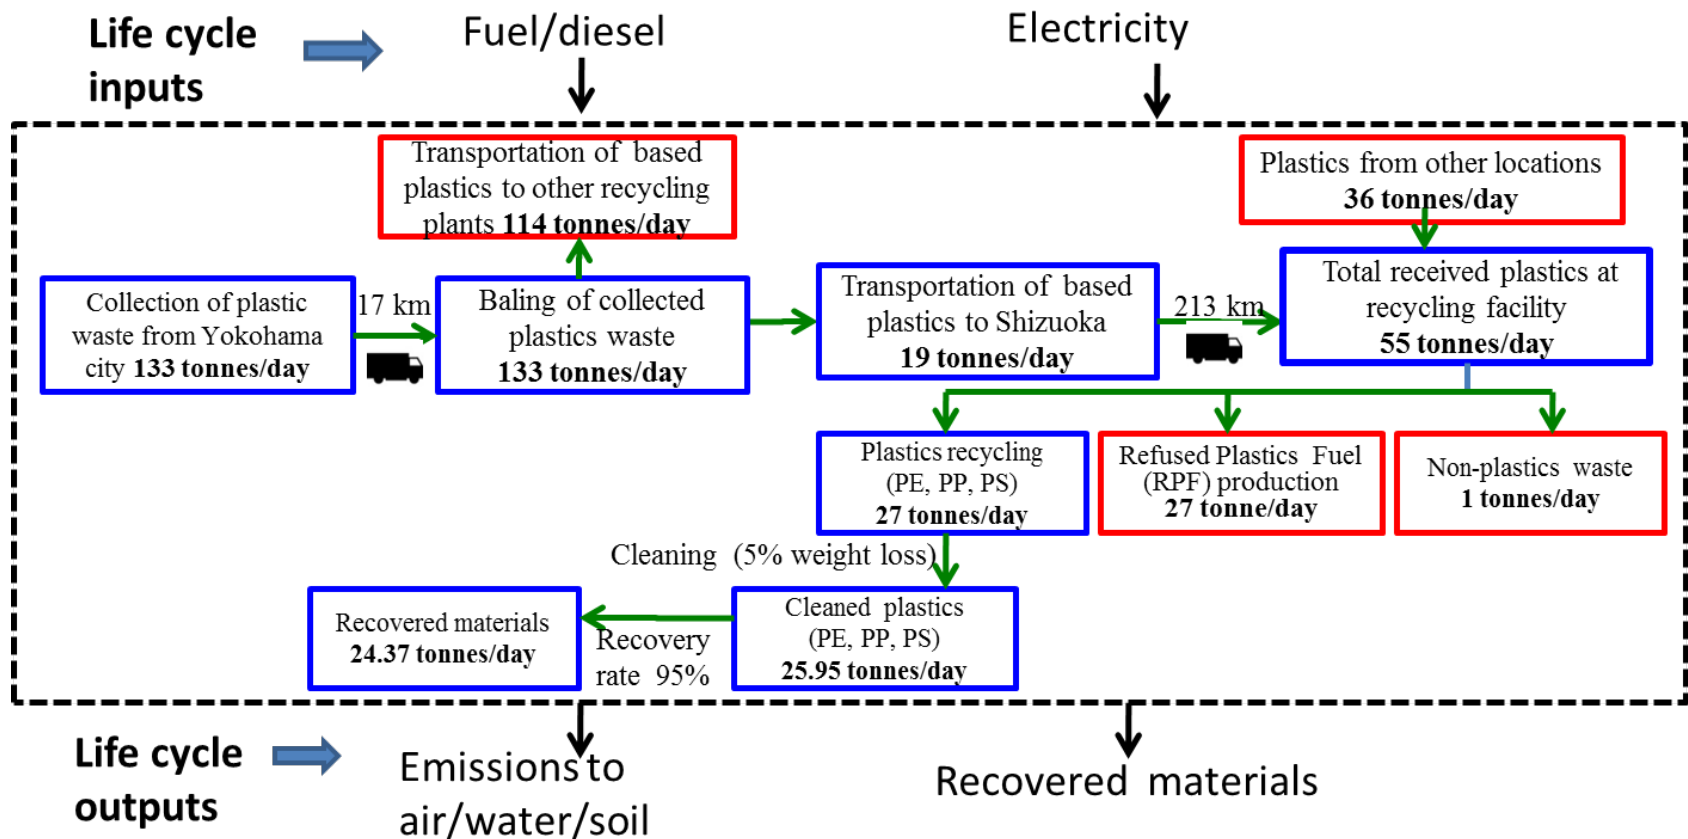 Life cycle
inputs
Fuel/diesel
Electricity
Transportation of based
plastics to other recycling
plants 114 tonnes/day
Plastics from other locations
36 tonnes/day
Collection of plastic
waste from Yokohama
city 133 tonnes/day
17 km
Baling of collected
plastics waste
133 tonnes/day
Transportation of based
plastics to Shizuoka
19 tonnes/day
213 km
Total received plastics at
recycling facility
55 tonnes/day
Plastics recycling
(PE, PP, PS)
27 tonnes/day
Refused Plastics Fuel
(RPF) production
27 tonne/day
Non-plastics waste
1 tonnes/day
Cleaning (5% weight loss)
Recovered materials
24.37 tonnes/day
Recovery
rate 95%
Cleaned plastics
(PE, PP, PS)
25.95 tonnes/day
Life cycle
outputs
Emissions to
air/water/soil
Recovered materials